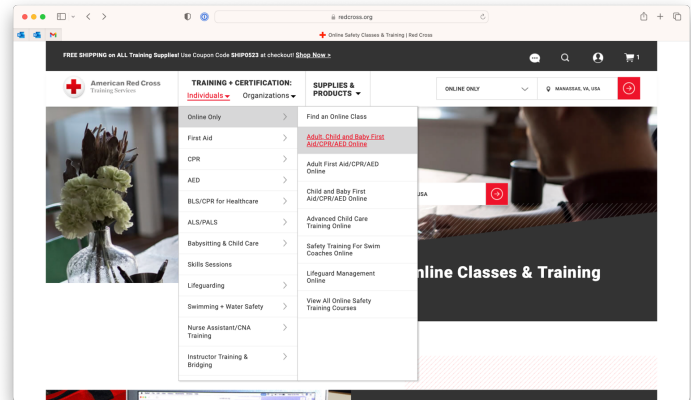 redcross.org
Online Safety Classes & Training | Red Cross
FREE SHIPPING on ALL Training Supplies! Use Coupon Code SHIP0523 at checkout! Shop Now >
1
American Red Cross
Training Services
TRAINING + CERTIFICATION:
Individuals
Organizations
SUPPLIES &
PRODUCTS
ONLINE ONLY
MANASSAS, VA, USA
Online Only
First Aid
CPR
AED
BLS/CPR for Healthcare
ALS/PALS
Babysitting & Child Care
Skills Sessions
Lifeguarding
Swimming + Water Safety
Nurse Assistant/CNA
Training
Instructor Training &
Bridging
Find an Online Class
Adult, Child and Baby First
Aid/CPR/AED Online
Adult First Aid/CPR/AED
Online
Child and Baby First
Aid/CPR/AED Online
Advanced Child Care
Training Online
Safety Training For Swim
Coaches Online
Lifeguard Management
Online
View All Online Safety
Training Courses
USA
nline Classes & Training